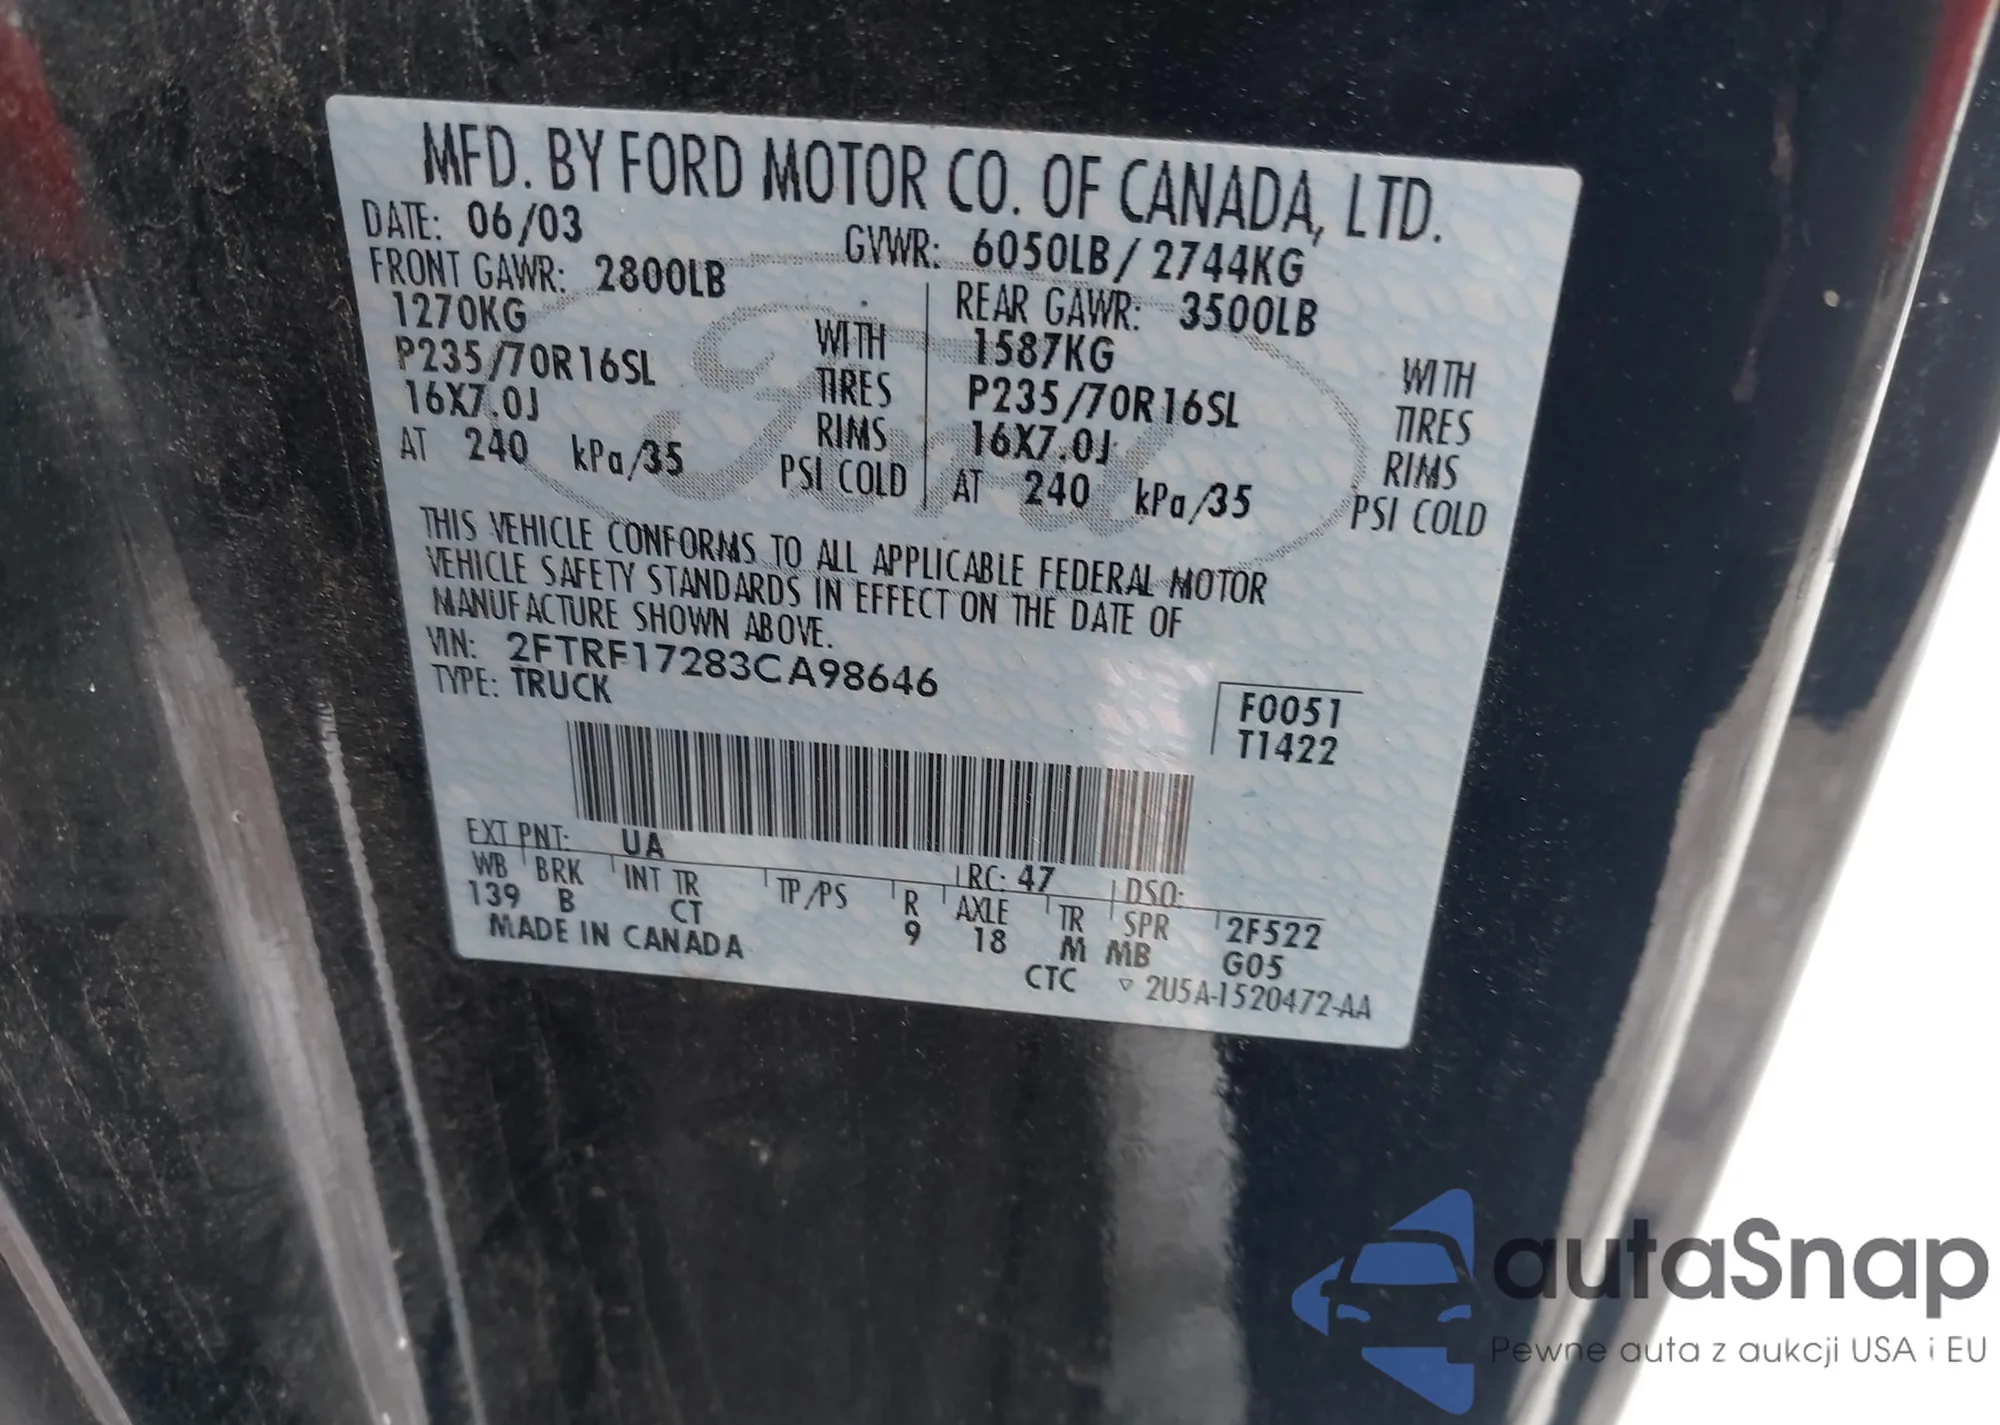 MFD. BY FORD MOTOR CO. OF CANADA, LTD.
DATE: 06/03
GVWR: 6050LB/2744KG
FRONT GAWR: 2800LB
1270KG WITH
P235/70R16SL TIRES
16X7.0J RIMS
AT 240 kPa/35 PSI COLD
REAR GAWR: 3500LB
1587KG WITH
P235/70R16SL TIRES
16X7.0J RIMS
AT 240 kPa/35 PSI COLD
THIS VEHICLE CONFORMS TO ALL APPLICABLE FEDERAL MOTOR
VEHICLE SAFETY STANDARDS IN EFFECT ON THE DATE OF
MANUFACTURE SHOWN ABOVE.
VIN: 2FTRF17283CA98646
TYPE: TRUCK
F0051
T1422
EXT PNT: UA RC: 47 DSO:
WB BRK INT TR TP/PS R AXLE TR SPR 2F522
139 B CT 9 18 M MB G05
MADE IN CANADA
CTC ▽ 2U5A-1520472-AA
Ford
autaSnap
Pewne auta z aukcji USA i EU